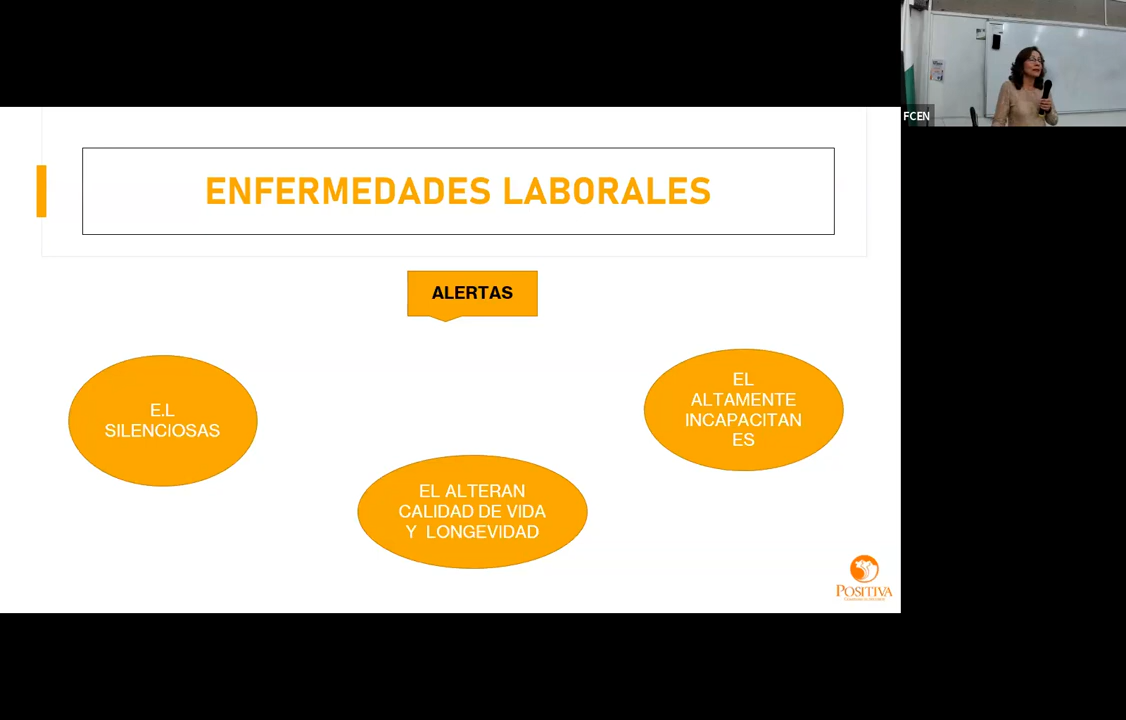 FCEN
ENFERMEDADES LABORALES
ALERTAS
E.L
SILENCIOSAS
EL
ALTAMENTE
INCAPACITAN
ES
EL ALTERAN
CALIDAD DE VIDA
Y LONGEVIDAD
POSITIVA